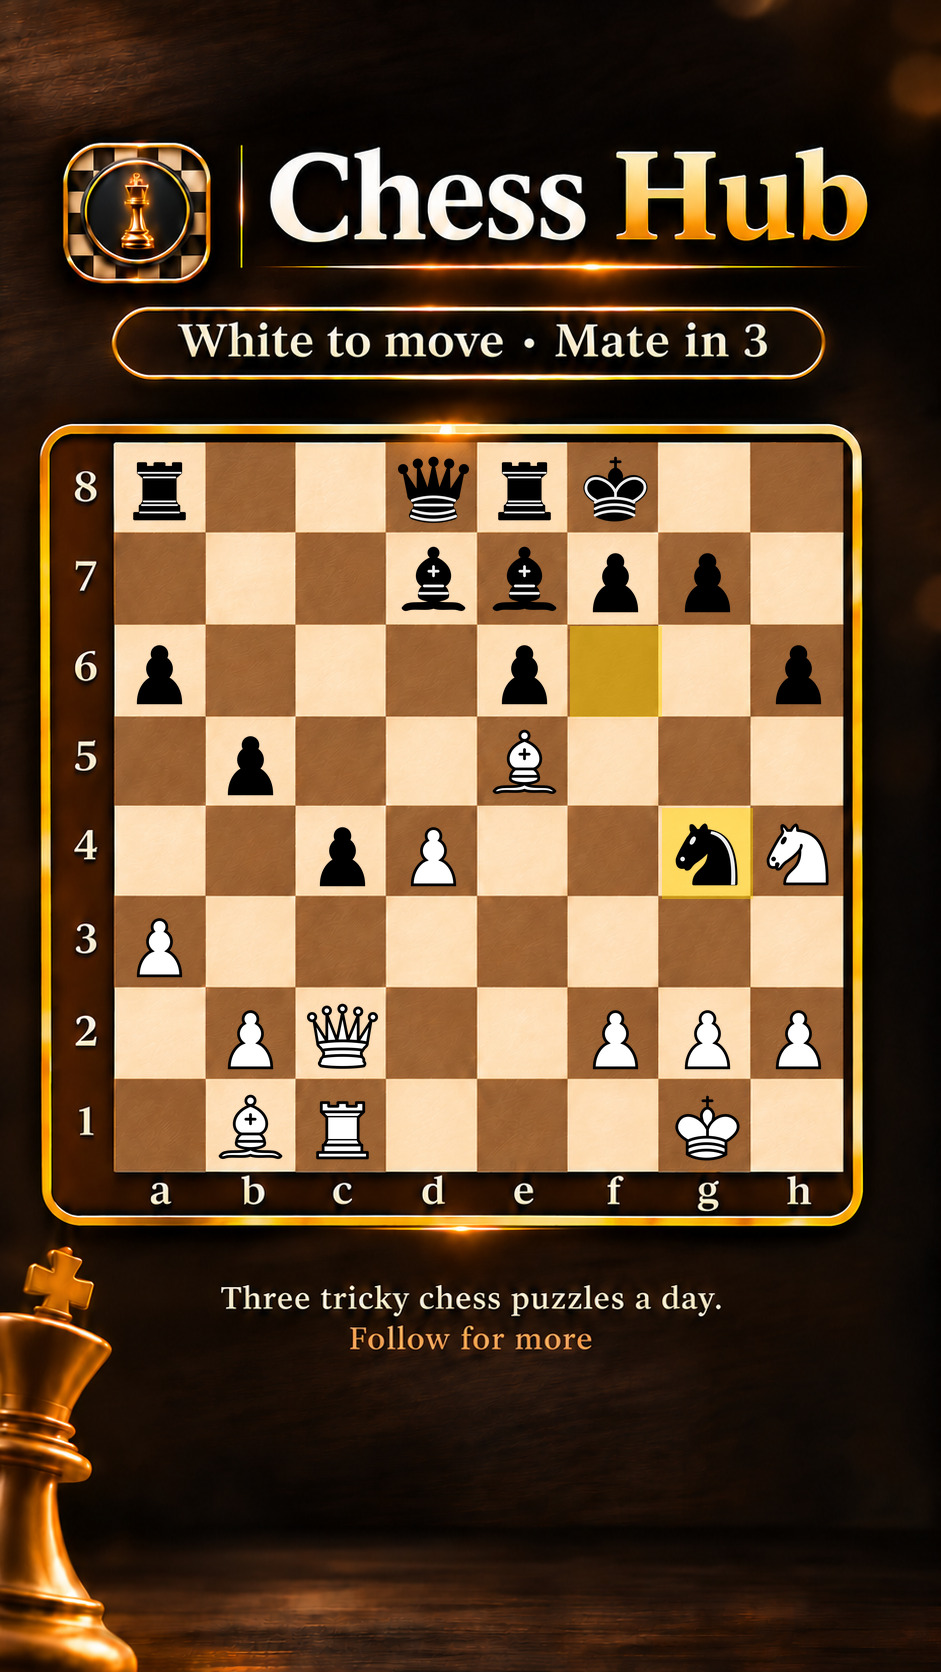 Chess Hub
White to move • Mate in 3
8
7
6
5
4
3
2
1
a b c d e f g h
Three tricky chess puzzles a day.
Follow for more